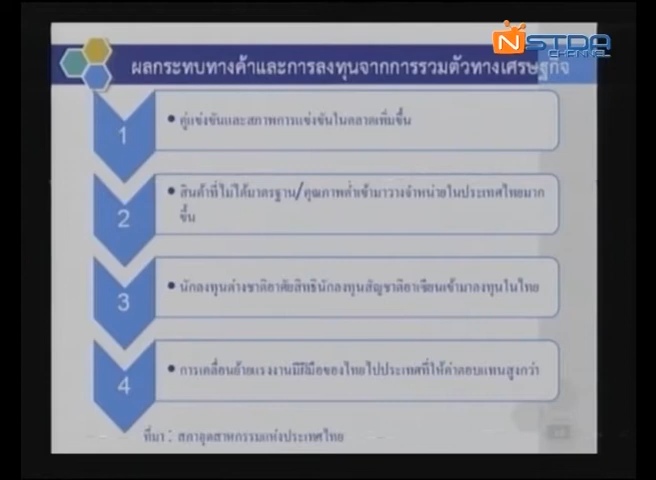 NSTDA
CHANNEL
ผลกระทบทางค้าและการลงทุนจากการรวมตัวทางเศรษฐกิจ
1
• คู่แข่งขันและสภาพการแข่งขันในตลาดเพิ่มขึ้น
2
• สินค้าที่ไม่ได้มาตรฐาน/คุณภาพต่ำเข้ามาวางจำหน่ายในประเทศไทยมาก
ขึ้น
3
• นักลงทุนต่างชาติอาศัยสิทธินักลงทุนสัญชาติอาเซียนเข้ามาลงทุนในไทย
4
• การเคลื่อนย้ายแรงงานมีฝีมือของไทยไปประเทศที่ให้ค่าตอบแทนสูงกว่า
ที่มา : สภาอุตสาหกรรมแห่งประเทศไทย